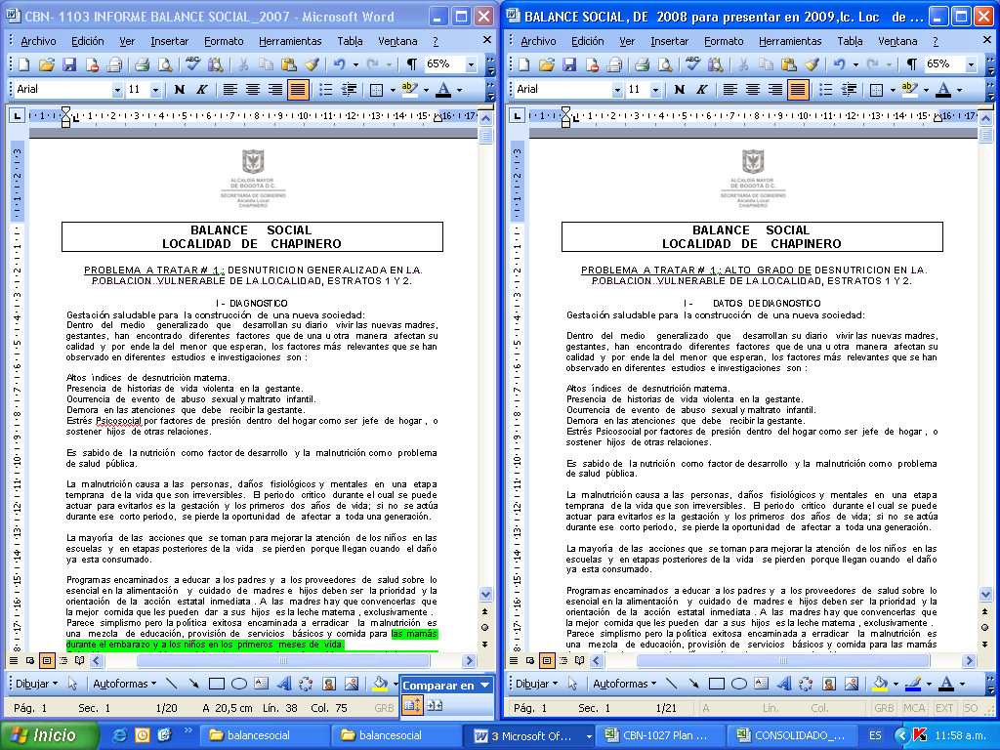 CBN- 1103 INFORME BALANCE SOCIAL_2007 - Microsoft Word
Archivo Edición Ver Insertar Formato Herramientas Tabla Ventana ?
65%
Arial 11 N K
ALCALDÍA MAYOR
DE BOGOTÁ D.C.
SECRETARÍA DE GOBIERNO
Alcaldía Local
CHAPINERO
BALANCE SOCIAL
LOCALIDAD DE CHAPINERO
PROBLEMA A TRATAR # 1.: DESNUTRICION GENERALIZADA EN LA.
POBLACION..VULNERABLE DE LA LOCALIDAD, ESTRATOS 1 Y 2.
I - DIAGNOSTICO
Gestación saludable para la construcción de una nueva sociedad:
Dentro del medio generalizado que desarrollan su diario vivir las nuevas madres,
gestantes, han encontrado diferentes factores que de una u otra manera afectan su
calidad y por ende la del menor que esperan, los factores más relevantes que se han
observado en diferentes estudios e investigaciones son :
Altos índices de desnutrición materna.
Presencia de historias de vida violenta en la gestante.
Ocurrencia de evento de abuso sexual y maltrato infantil.
Demora en las atenciones que debe recibir la gestante.
Estrés Psicosocial por factores de presión dentro del hogar como ser jefe de hogar , o
sostener hijos de otras relaciones.
Es sabido de la nutrición como factor de desarrollo y la malnutrición como problema
de salud pública.
La malnutrición causa a las personas, daños fisiológicos y mentales en una etapa
temprana de la vida que son irreversibles. El periodo critico durante el cual se puede
actuar para evitarlos es la gestación y los primeros dos años de vida; si no se actúa
durante ese corto periodo, se pierde la oportunidad de afectar a toda una generación.
La mayoría de las acciones que se toman para mejorar la atención de los niños en las
escuelas y en etapas posteriores de la vida se pierden porque llegan cuando el daño
ya esta consumado.
Programas encaminados a educar a los padres y a los proveedores de salud sobre lo
esencial en la alimentación y cuidado de madres e hijos deben ser la prioridad y la
orientación de la acción estatal inmediata . A las madres hay que convencerlas que
la mejor comida que les pueden dar a sus hijos es la leche materna , exclusivamente .
Parece simplismo pero la política exitosa encaminada a erradicar la malnutrición es
una mezcla de educación, provisión de servicios básicos y comida para las mamás
durante el embarazo y a los niños en los primeros meses de vida.
Dibujar Autoformas
Comparar en
Pág. 1 Sec. 1 1/20 A 20,5 cm Lín. 38 Col. 75 GRB
BALANCE SOCIAL, DE 2008 para presentar en 2009,lc. Loc de ...
Archivo Edición Ver Insertar Formato Herramientas Tabla Ventana ?
65%
Arial 11 N K
ALCALDÍA MAYOR
DE BOGOTÁ D.C.
SECRETARÍA DE GOBIERNO
Alcaldía Local
CHAPINERO
BALANCE SOCIAL
LOCALIDAD DE CHAPINERO
PROBLEMA A TRATAR # 1.: ALTO GRADO DE DESNUTRICION EN LA.
POBLACION..VULNERABLE DE LA LOCALIDAD, ESTRATOS 1 Y 2.
I - DATOS DE DIAGNOSTICO
Gestación saludable para la construcción de una nueva sociedad:
Dentro del medio generalizado que desarrollan su diario vivir las nuevas madres,
gestantes, han encontrado diferentes factores que de una u otra manera afectan su
calidad y por ende la del menor que esperan, los factores más relevantes que se han
observado en diferentes estudios e investigaciones son :
Altos índices de desnutrición materna.
Presencia de historias de vida violenta en la gestante.
Ocurrencia de evento de abuso sexual y maltrato infantil.
Demora en las atenciones que debe recibir la gestante.
Estrés Psicosocial por factores de presión dentro del hogar como ser jefe de hogar , o
sostener hijos de otras relaciones.
Es sabido de la nutrición como factor de desarrollo y la malnutrición como problema
de salud pública.
La malnutrición causa a las personas, daños fisiológicos y mentales en una etapa
temprana de la vida que son irreversibles. El periodo critico durante el cual se puede
actuar para evitarlos es la gestación y los primeros dos años de vida; si no se actúa
durante ese corto periodo, se pierde la oportunidad de afectar a toda una generación.
La mayoría de las acciones que se toman para mejorar la atención de los niños en las
escuelas y en etapas posteriores de la vida se pierden porque llegan cuando el daño
ya esta consumado.
Programas encaminados a educar a los padres y a los proveedores de salud sobre lo
esencial en la alimentación y cuidado de madres e hijos deben ser la prioridad y la
orientación de la acción estatal inmediata . A las madres hay que convencerlas que
la mejor comida que les pueden dar a sus hijos es la leche materna , exclusivamente .
Parece simplismo pero la política exitosa encaminada a erradicar la malnutrición es
una mezcla de educación, provisión de servicios básicos y comida para las mamás
Dibujar Autoformas
Pág. 1 Sec. 1 1/21 A Lín. Col. GRB MCA EXT SO
Inicio balancesocial balancesocial 3 Microsoft Of... CBN-1027 Plan ... CONSOLIDADO_... ES 11:58 a.m.